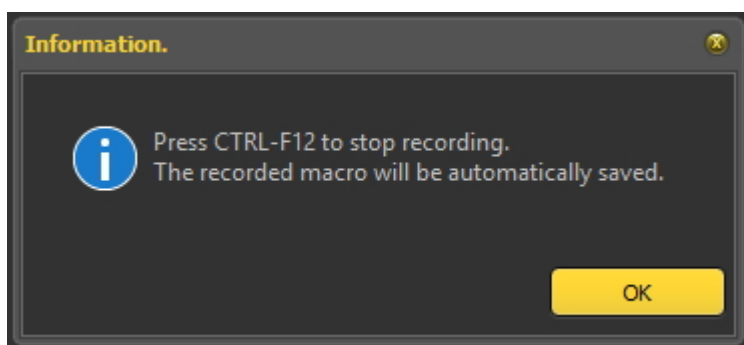 Information.
Press CTRL-F12 to stop recording.
The recorded macro will be automatically saved.
OK